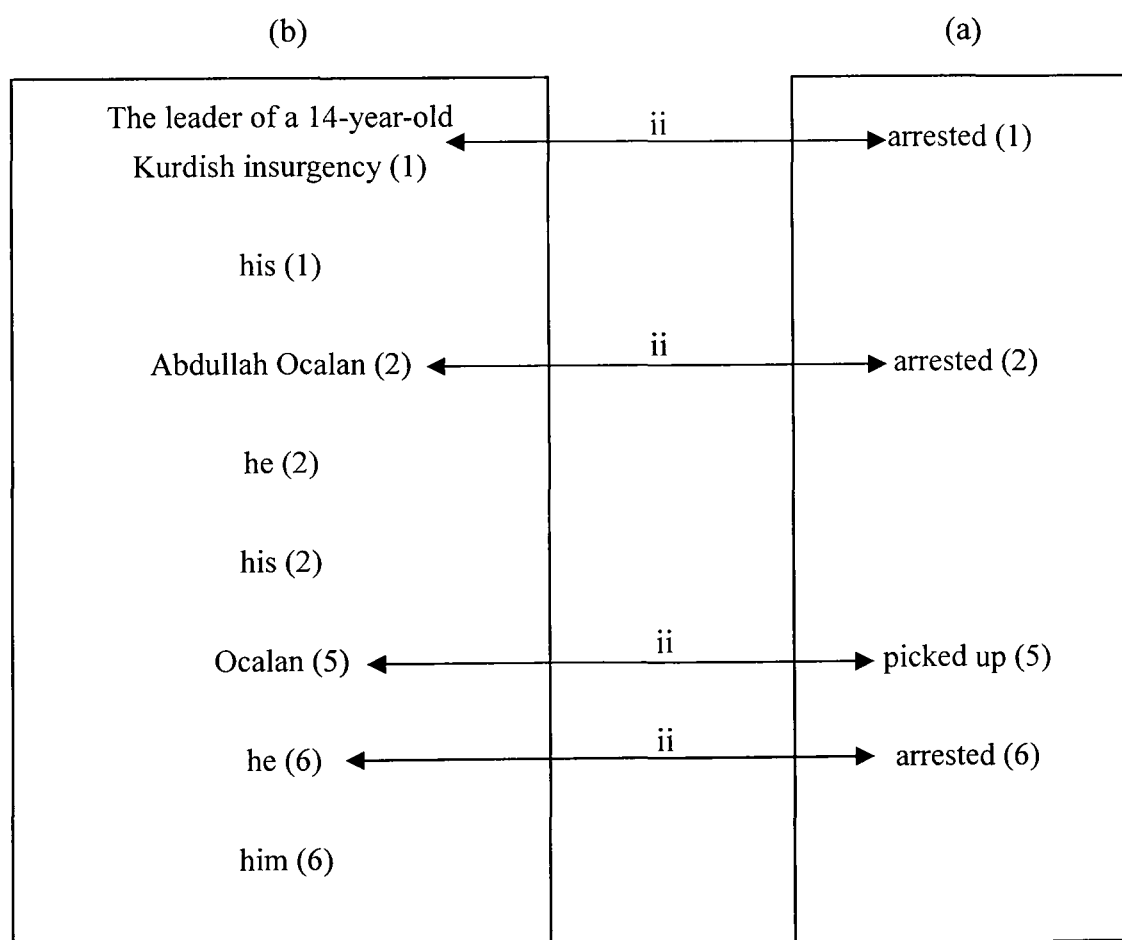 (b) (a)
The leader of a 14-year-old
Kurdish insurgency (1) ii arrested (1)
his (1)
Abdullah Ocalan (2) ii arrested (2)
he (2)
his (2)
Ocalan (5) ii picked up (5)
he (6) ii arrested (6)
him (6)